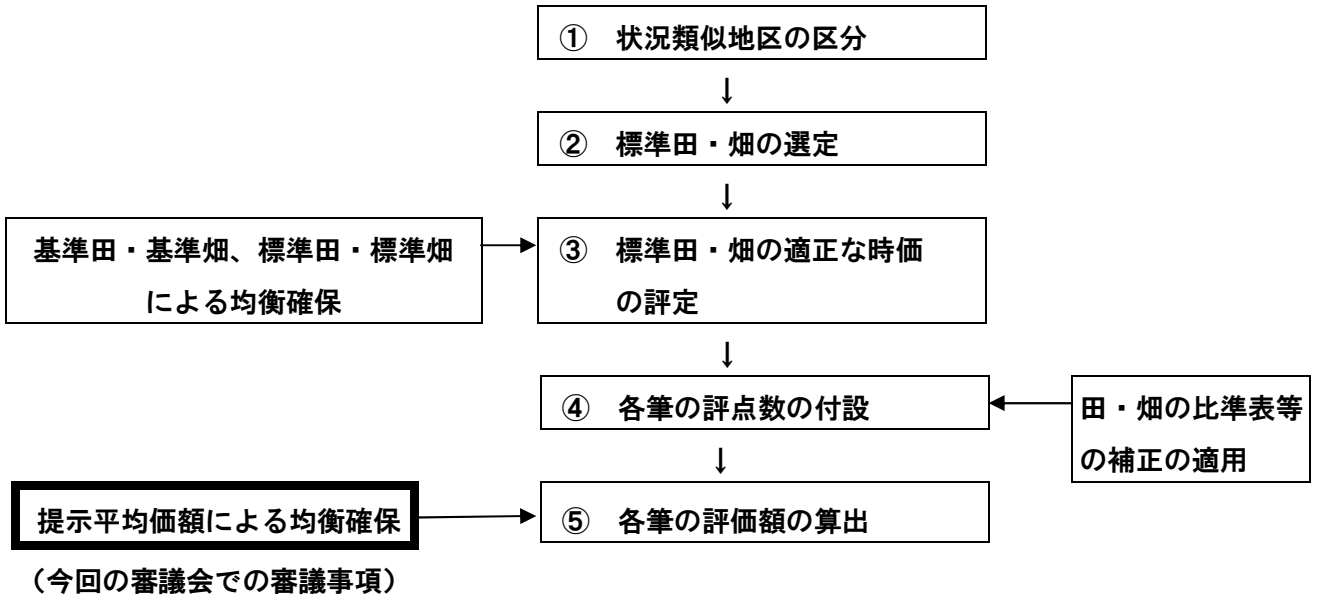 ① 状況類似地区の区分
↓
② 標準田・畑の選定
↓
基準田・基準畑、標準田・標準畑
による均衡確保
③ 標準田・畑の適正な時価
の評定
↓
④ 各筆の評点数の付設
田・畑の比準表等
の補正の適用
↓
提示平均価額による均衡確保
(今回の審議会での審議事項)
⑤ 各筆の評価額の算出